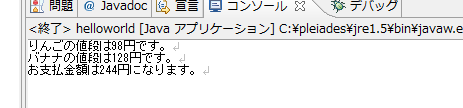 問題 @ Javadoc 宣言 コンソール デバッグ
<終了> helloworld [Java アプリケーション] C:¥pleiades¥jre1.5¥bin¥javaw.e
りんごの値段は98円です。↵
バナナの値段は128円です。↵
お支払金額は244円になります。↵